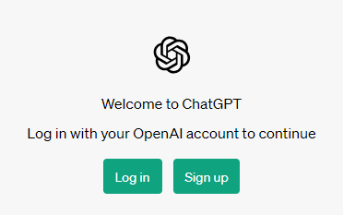 Welcome to ChatGPT
Log in with your OpenAI account to continue
Log in Sign up